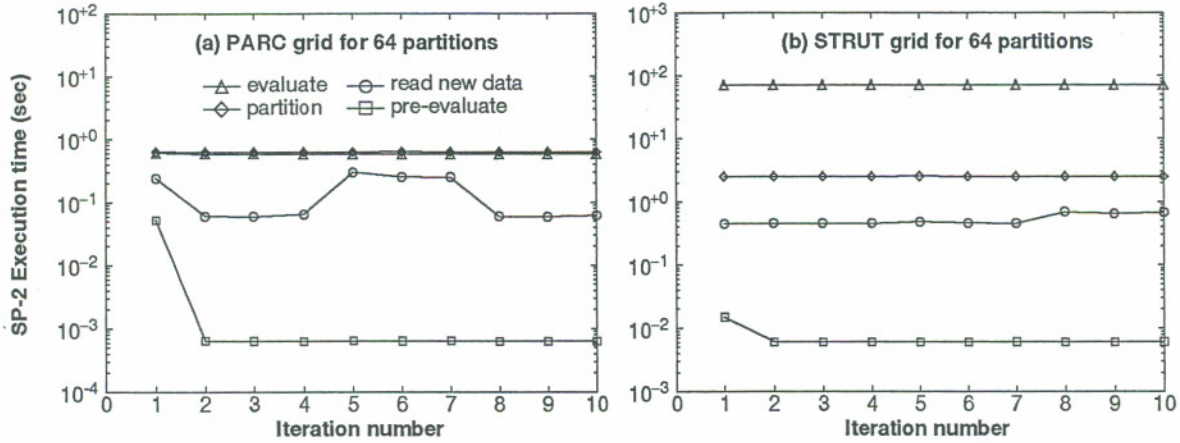 SP-2 Execution time (sec)
10+2
10+1
10+0
10−1
10−2
10−3
10−4
(a) PARC grid for 64 partitions
evaluate
read new data
partition
pre-evaluate
0 1 2 3 4 5 6 7 8 9 10
Iteration number
10+3
10+2
10+1
10+0
10−1
10−2
10−3
(b) STRUT grid for 64 partitions
0 1 2 3 4 5 6 7 8 9 10
Iteration number